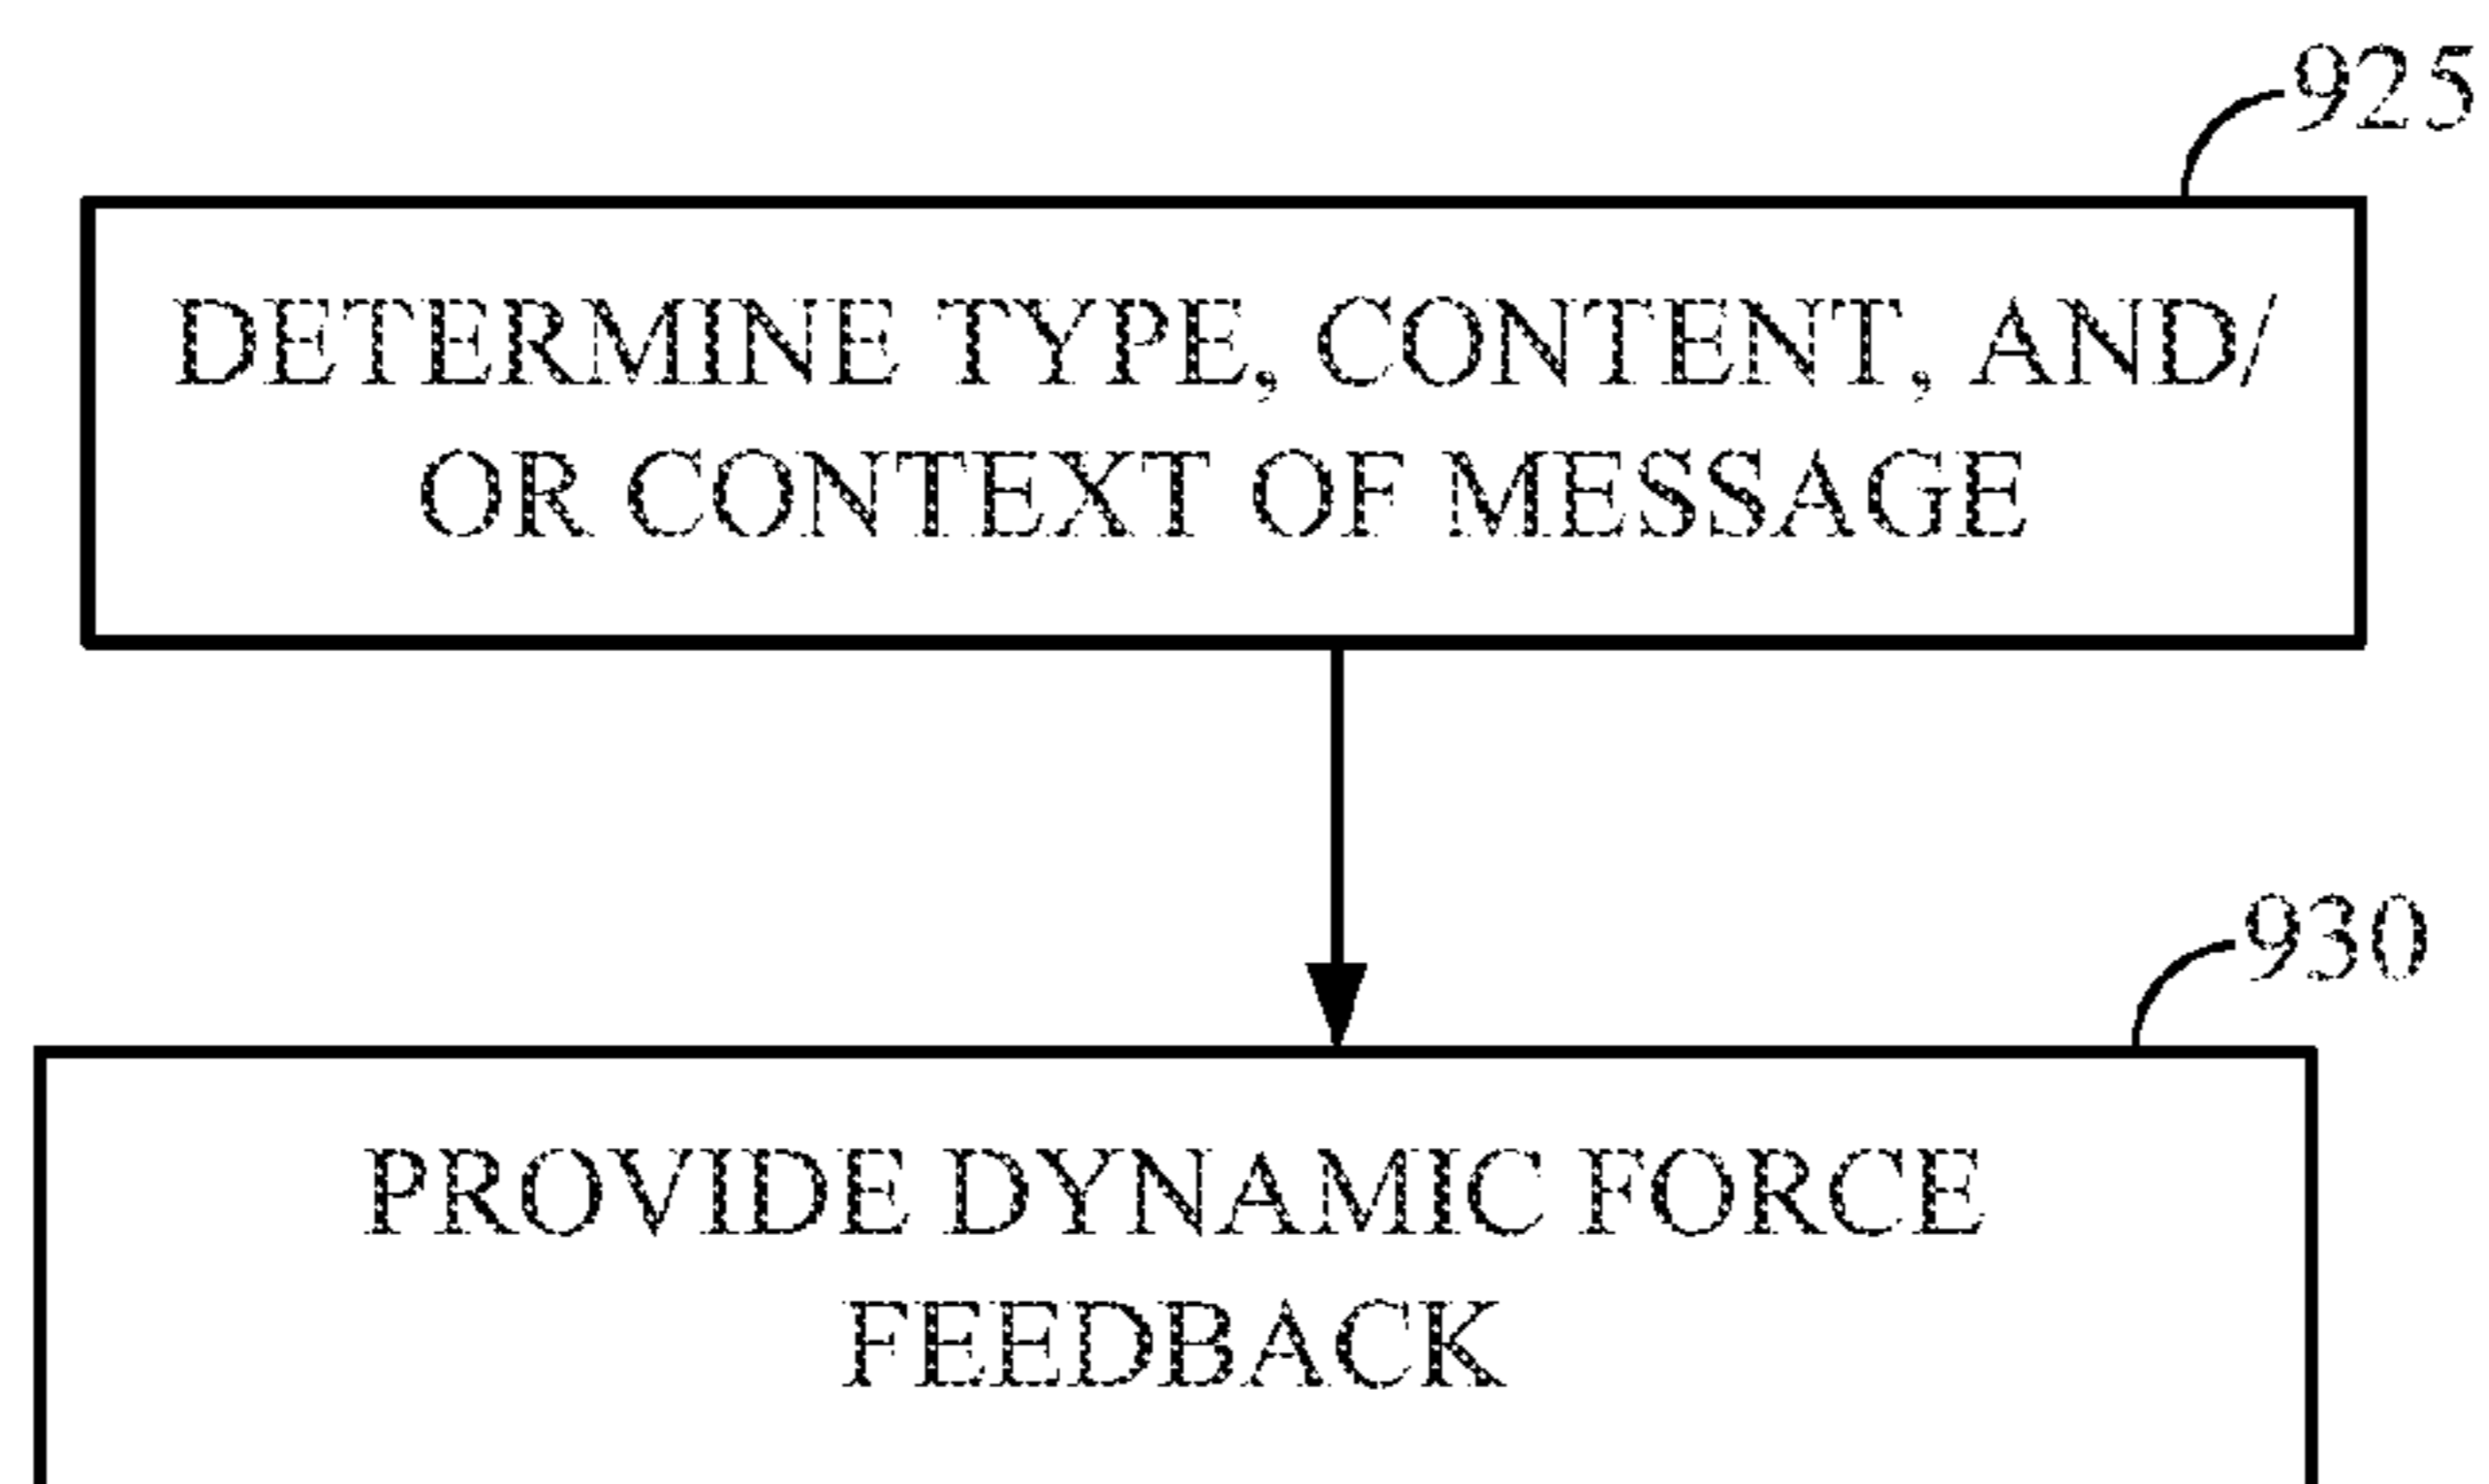 925
DETERMINE TYPE, CONTENT, AND/
OR CONTEXT OF MESSAGE
930
PROVIDE DYNAMIC FORCE
FEEDBACK